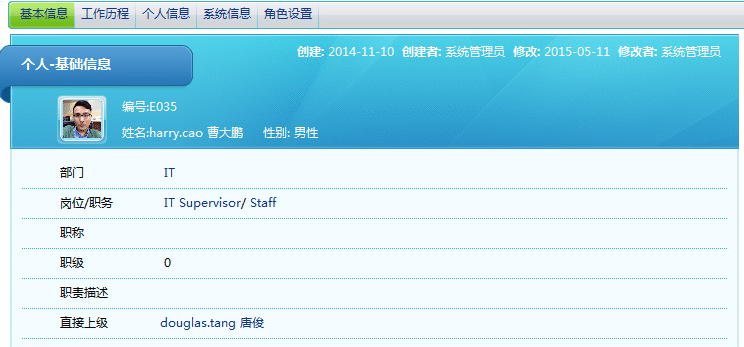 基本信息 工作历程 个人信息 系统信息 角色设置
创建: 2014-11-10 创建者: 系统管理员 修改: 2015-05-11 修改者: 系统管理员
个人-基础信息
编号:E035
姓名:harry.cao 曹大鹏 性别: 男性
部门 IT
岗位/职务 IT Supervisor/ Staff
职称
职级 0
职责描述
直接上级 douglas.tang 唐俊